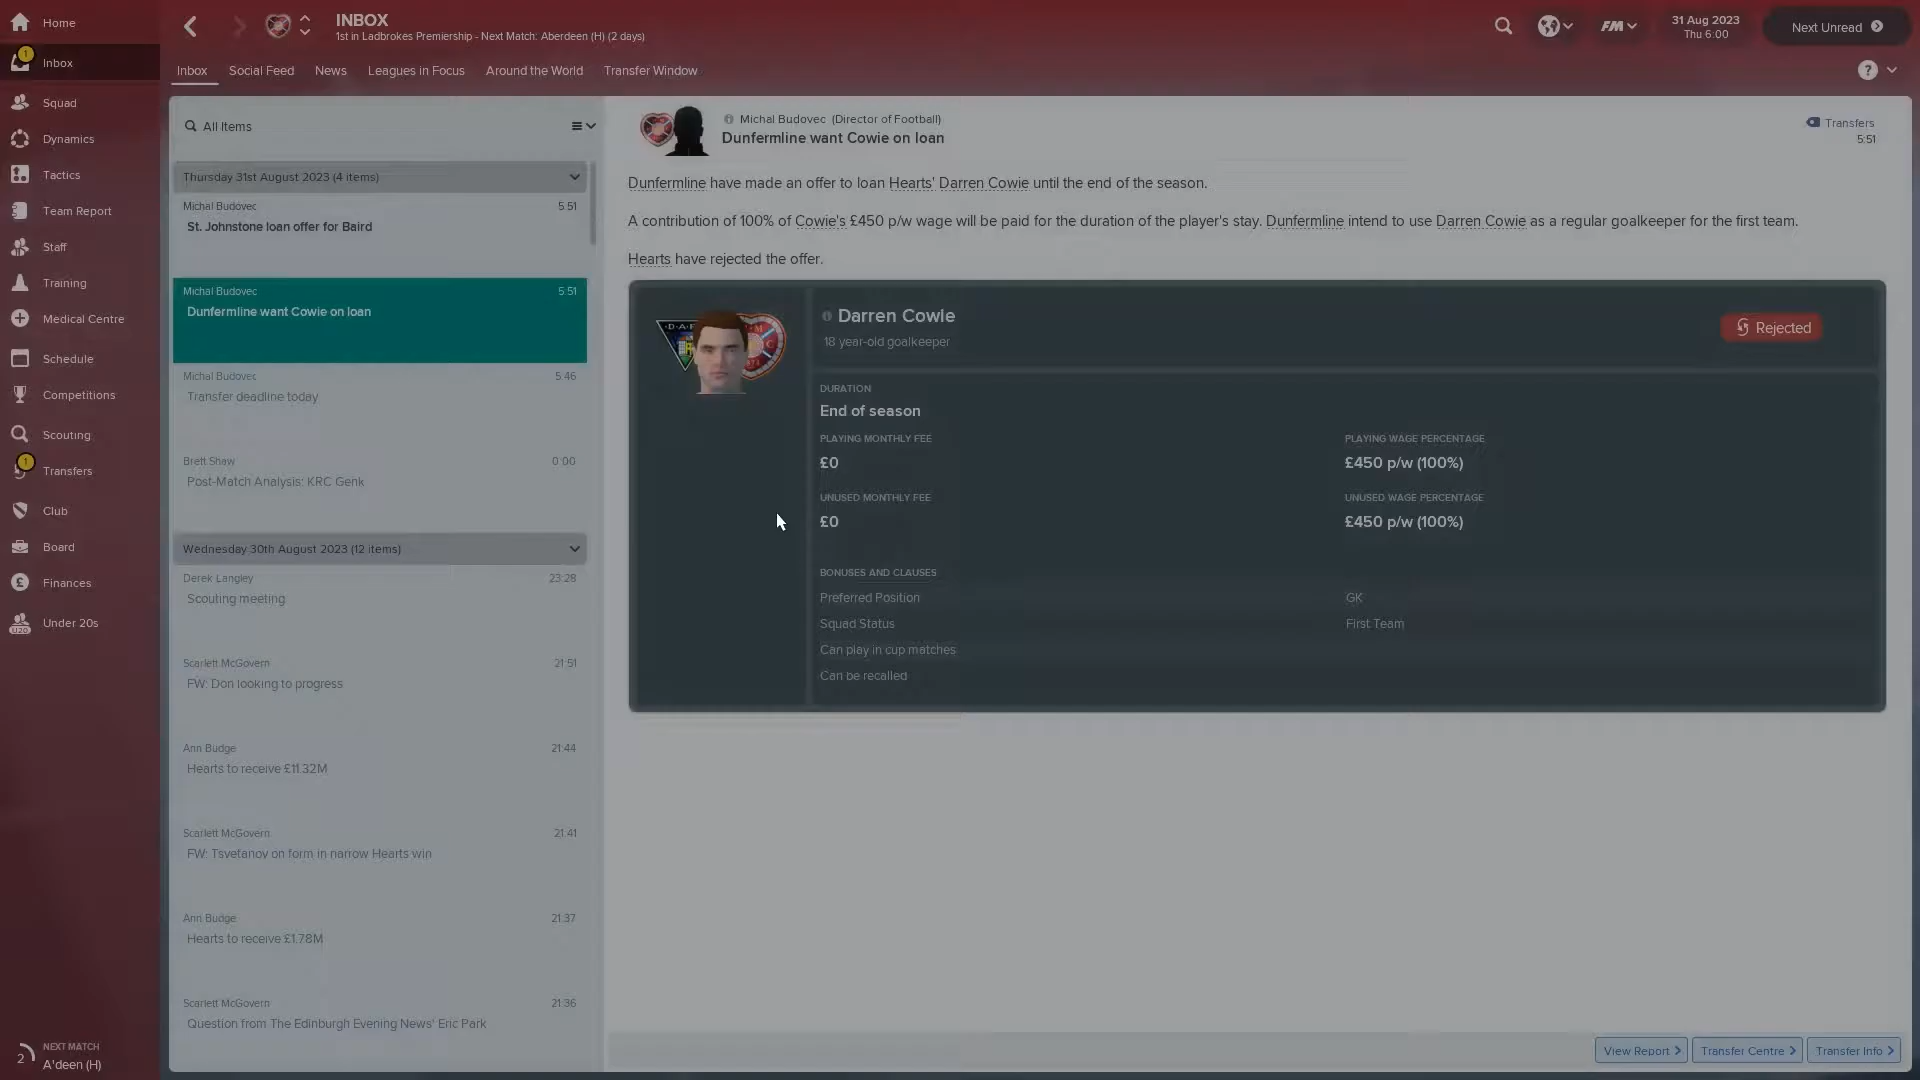 Home
Inbox
Squad
Dynamics
Tactics
Team Report
Staff
Training
Medical Centre
Schedule
Competitions
Scouting
Transfers
Club
Board
Finances
Under 20s
NEXT MATCH
2
A'deen (H)
INBOX
1st in Ladbrokes Premiership - Next Match: Aberdeen (H) (2 days)
FM
31 Aug 2023
Thu 6:00
Next Unread
Inbox Social Feed News Leagues in Focus Around the World Transfer Window
All Items
Thursday 31st August 2023 (4 items)
Michal Budovec 5:51
St. Johnstone loan offer for Baird
Michal Budovec 5:51
Dunfermline want Cowie on loan
Michal Budovec 5:46
Transfer deadline today
Brett Shaw 0:00
Post-Match Analysis: KRC Genk
Wednesday 30th August 2023 (12 items)
Derek Langley 23:28
Scouting meeting
Scarlett McGovern 21:51
FW: Don looking to progress
Ann Budge 21:44
Hearts to receive £11.32M
Scarlett McGovern 21:41
FW: Tsvetanov on form in narrow Hearts win
Ann Budge 21:37
Hearts to receive £1.78M
Scarlett McGovern 21:36
Question from The Edinburgh Evening News' Eric Park
Michal Budovec (Director of Football)
Dunfermline want Cowie on loan
Transfers
5:51
Dunfermline have made an offer to loan Hearts' Darren Cowie until the end of the season.
A contribution of 100% of Cowie's £450 p/w wage will be paid for the duration of the player's stay. Dunfermline intend to use Darren Cowie as a regular goalkeeper for the first team.
Hearts have rejected the offer.
Darren Cowie
18 year-old goalkeeper
Rejected
DURATION
End of season
PLAYING MONTHLY FEE PLAYING WAGE PERCENTAGE
£0 £450 p/w (100%)
UNUSED MONTHLY FEE UNUSED WAGE PERCENTAGE
£0 £450 p/w (100%)
BONUSES AND CLAUSES
Preferred Position GK
Squad Status First Team
Can play in cup matches
Can be recalled
View Report Transfer Centre Transfer Info